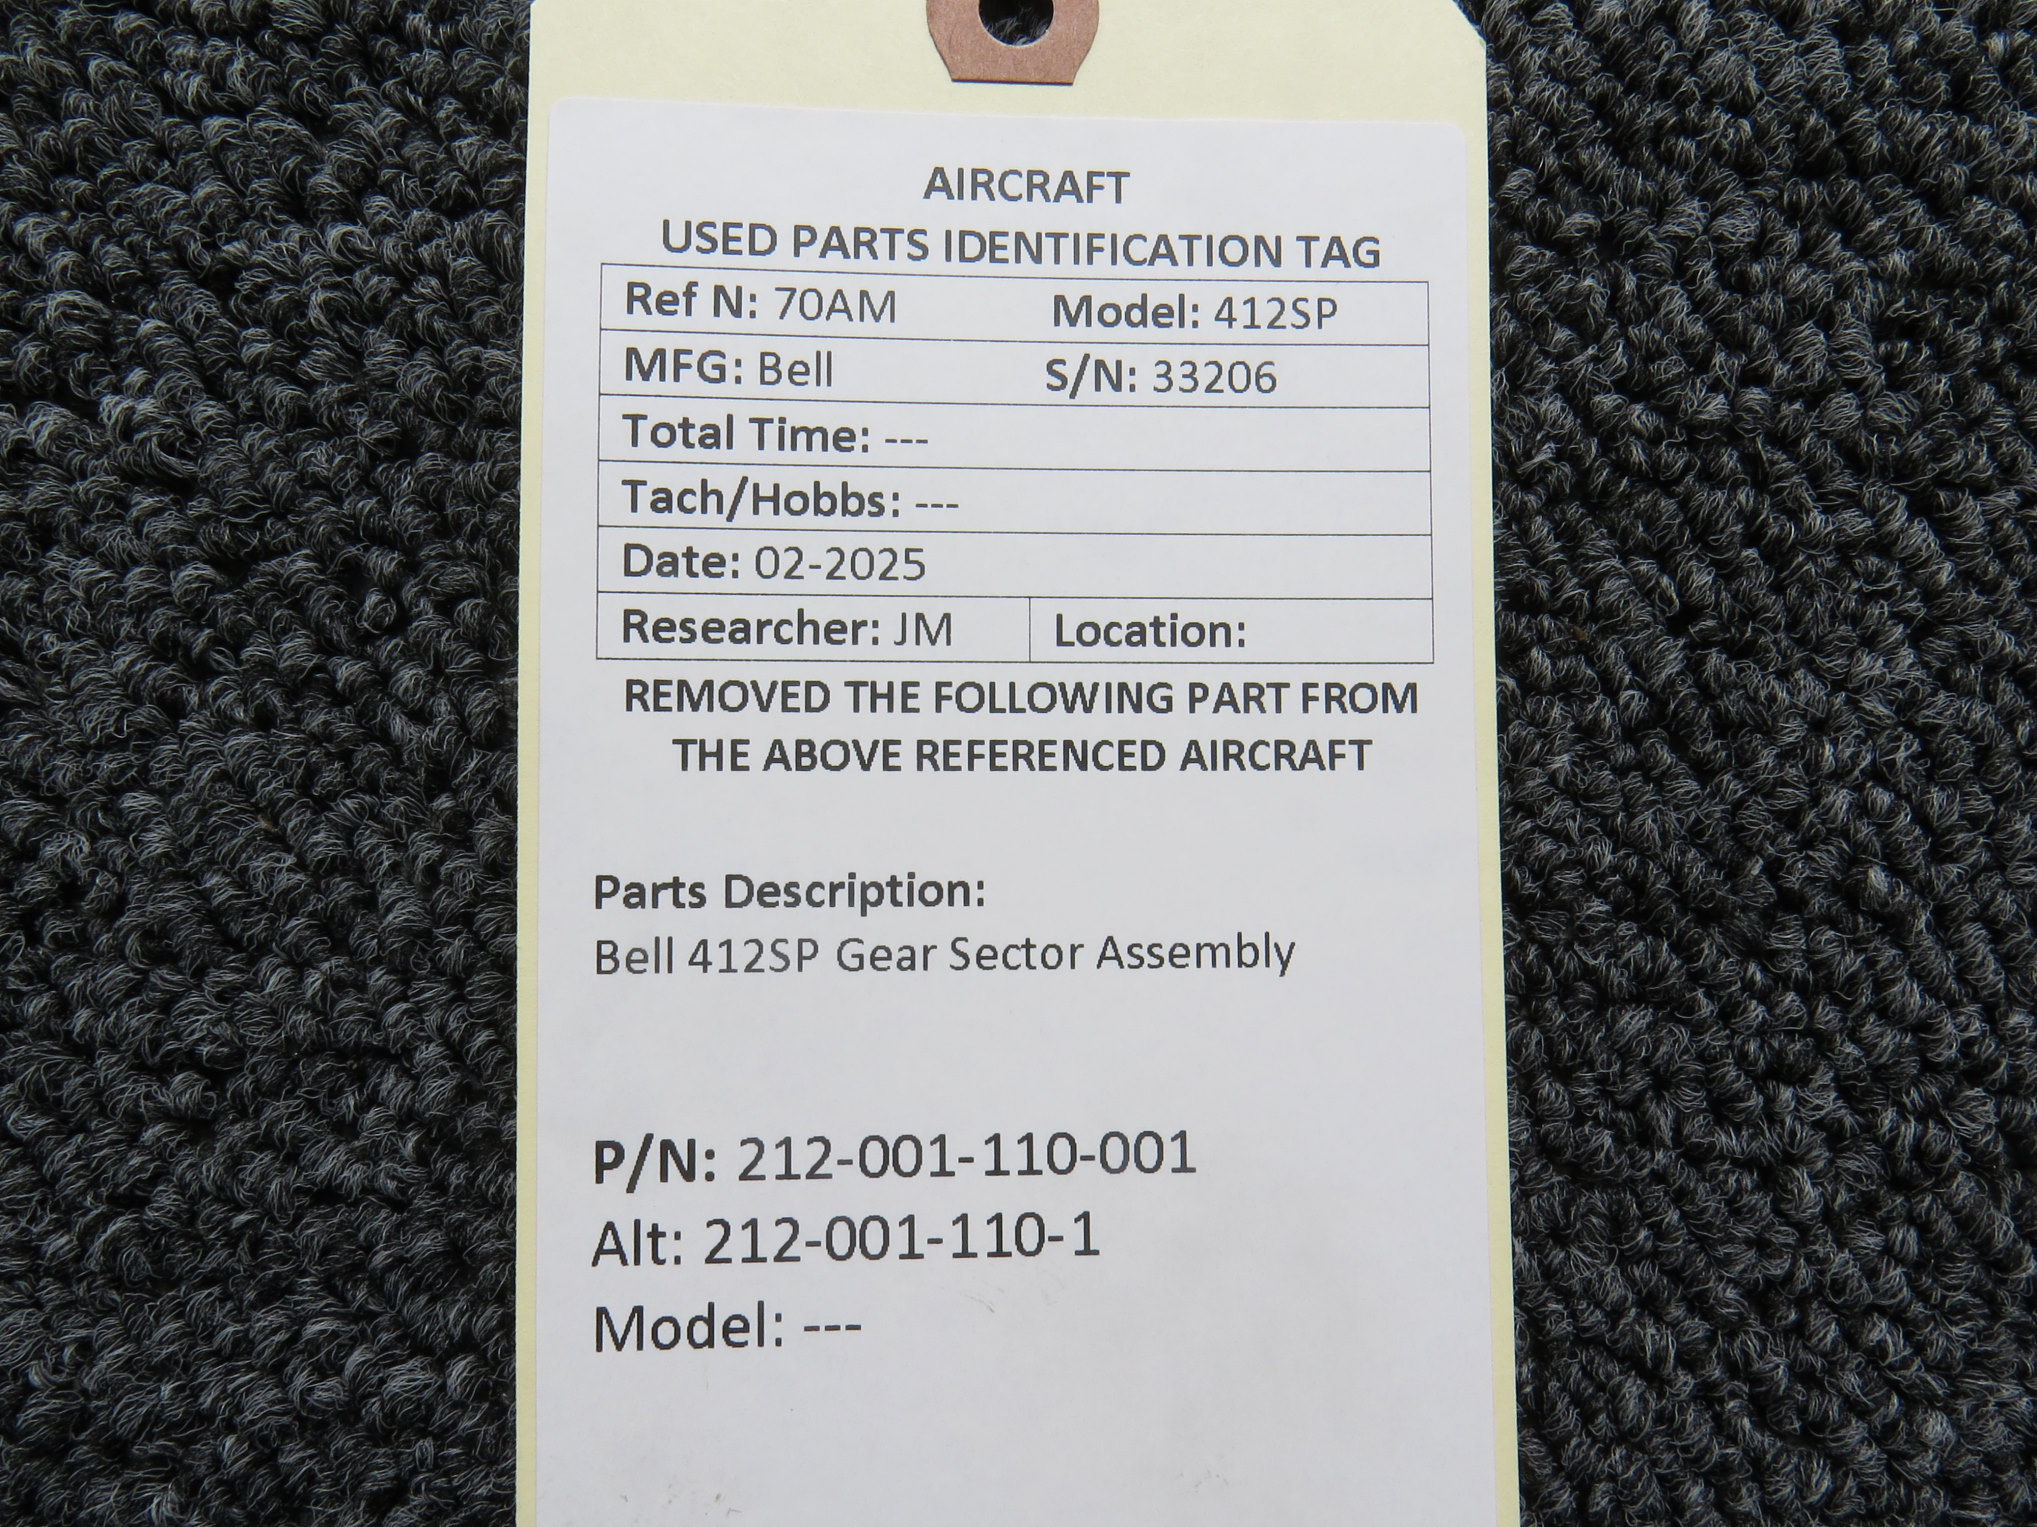 AIRCRAFT
USED PARTS IDENTIFICATION TAG
Ref N: 70AM Model: 412SP
MFG: Bell S/N: 33206
Total Time: ---
Tach/Hobbs: ---
Date: 02-2025
Researcher: JM Location:
REMOVED THE FOLLOWING PART FROM
THE ABOVE REFERENCED AIRCRAFT
Parts Description:
Bell 412SP Gear Sector Assembly
P/N: 212-001-110-001
Alt: 212-001-110-1
Model: ---